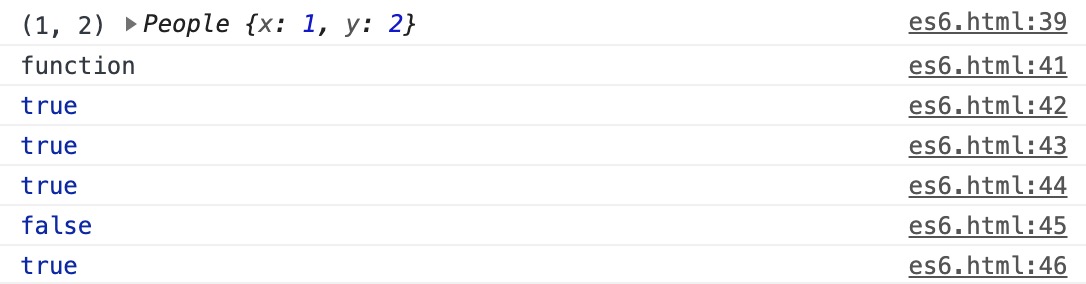 (1, 2) ▶People {x: 1, y: 2} es6.html:39
function es6.html:41
true es6.html:42
true es6.html:43
true es6.html:44
false es6.html:45
true es6.html:46